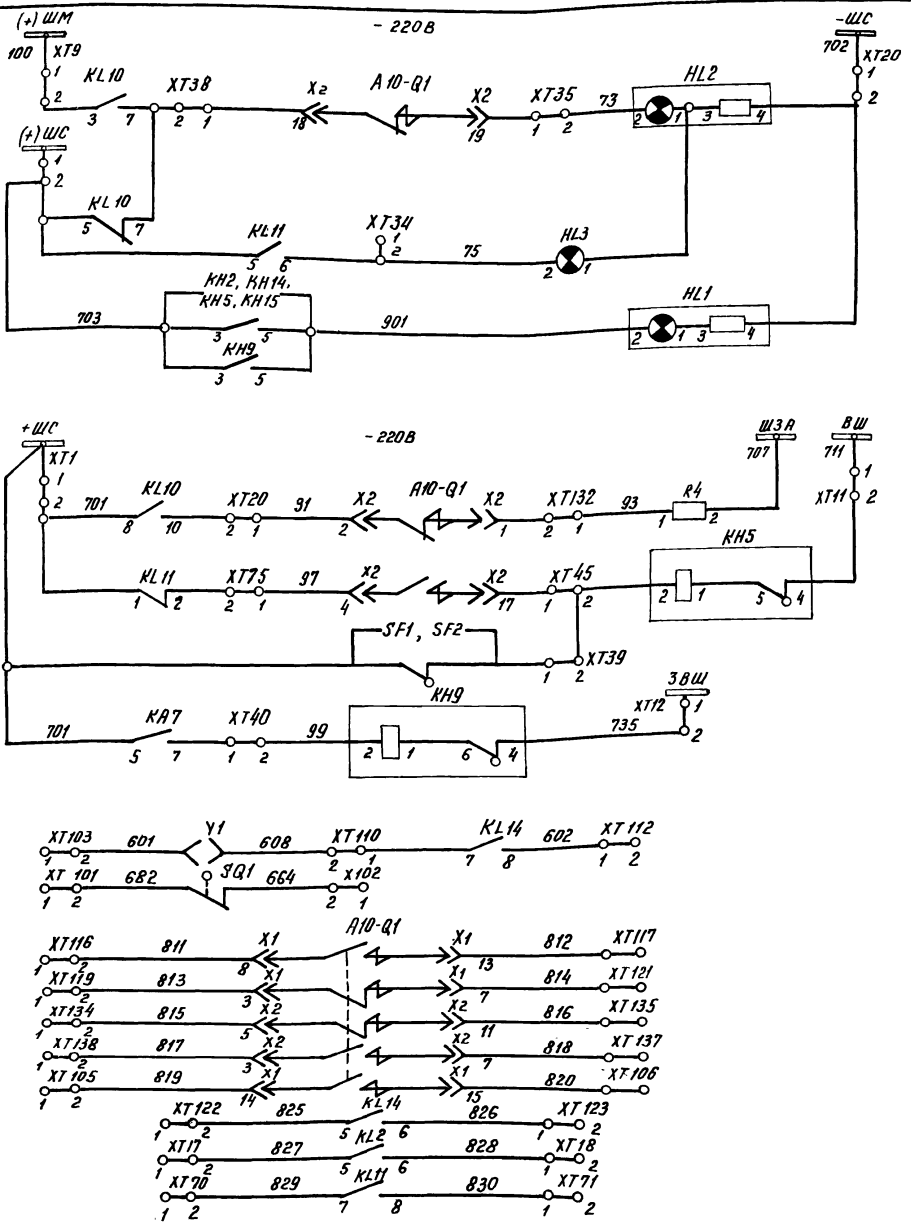 (+) ШМ
- 220В
-ШС
100
XT9
702
XT20
1
KL10
XT38
X2
A10-Q1
X2
XT35
73
HL2
1
2
3
7
2
1
18
19
1
2
2
1
3
4
2
(+) ШС
1
2
KL10
5
7
KL11
5
6
XT34
1
2
75
HL3
2
1
KH2, KH14,
KH5, KH15
703
3
5
901
HL1
2
1
3
4
KH9
3
5
+ШС
- 220В
ШЗА
ВШ
XT1
707
711
1
2
701
KL10
XT20
91
X2
A10-Q1
X2
XT132
93
R4
1
XT11
2
8
10
2
1
2
1
2
1
1
2
KH5
KL11
XT75
97
X2
X2
XT45
1
2
2
1
4
17
1
2
2
1
5
4
SF1, SF2
1
2
XT39
KH9
ЗВШ
701
KA7
XT40
99
735
XT12
1
5
7
1
2
2
1
6
4
2
XT103
601
У1
608
XT110
KL14
602
XT112
1
2
2
1
7
8
1
2
XT101
682
SQ1
664
X102
1
2
2
1
A10-Q1
XT116
811
X1
X1
812
XT117
1
2
8
13
XT119
813
X1
X1
814
XT121
1
2
3
7
XT134
815
X2
X2
816
XT135
1
2
5
11
XT138
817
X2
X2
818
XT137
1
2
3
7
XT105
819
X1
X1
820
XT106
1
2
14
15
XT122
825
KL14
826
XT123
1
2
5
6
1
2
XT17
827
KL2
828
XT18
1
2
5
6
1
2
XT70
829
KL11
830
XT71
1
2
7
8
1
2